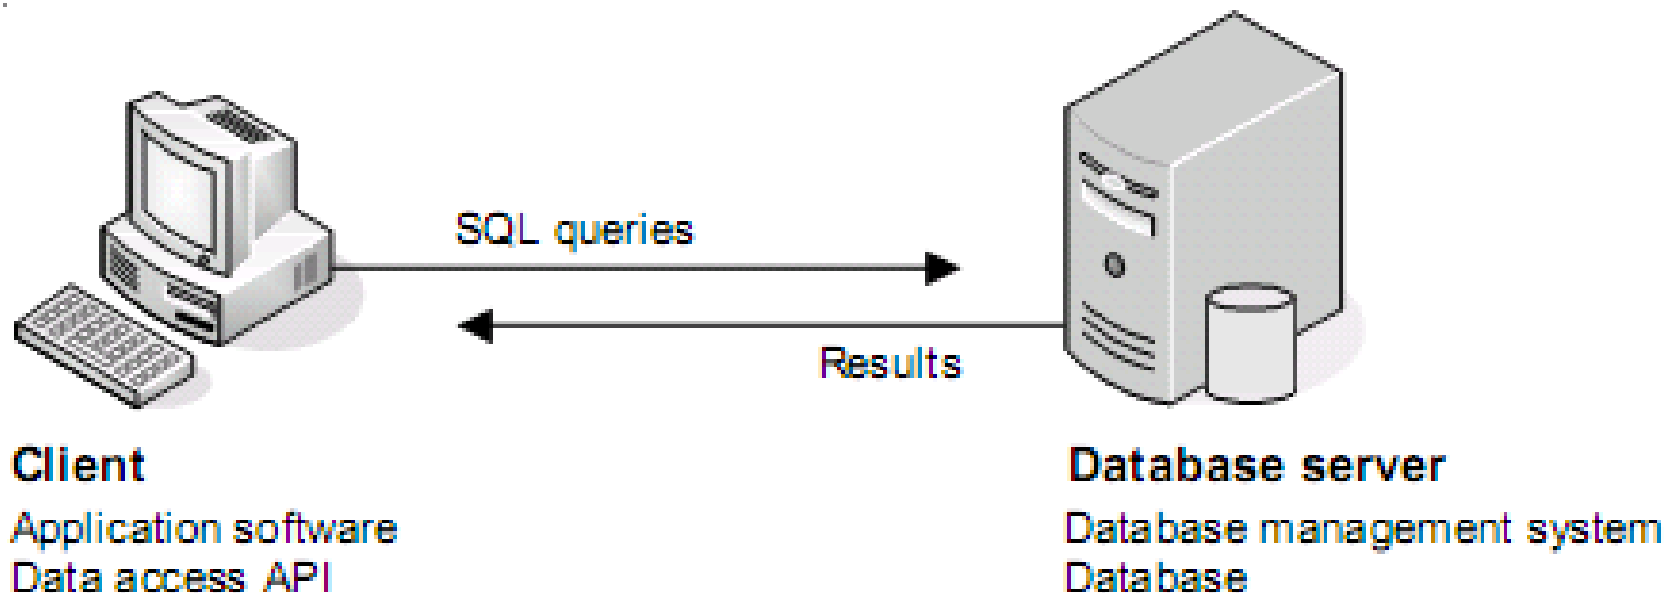 SQL queries
Results
Client
Application software
Data access API
Database server
Database management system
Database